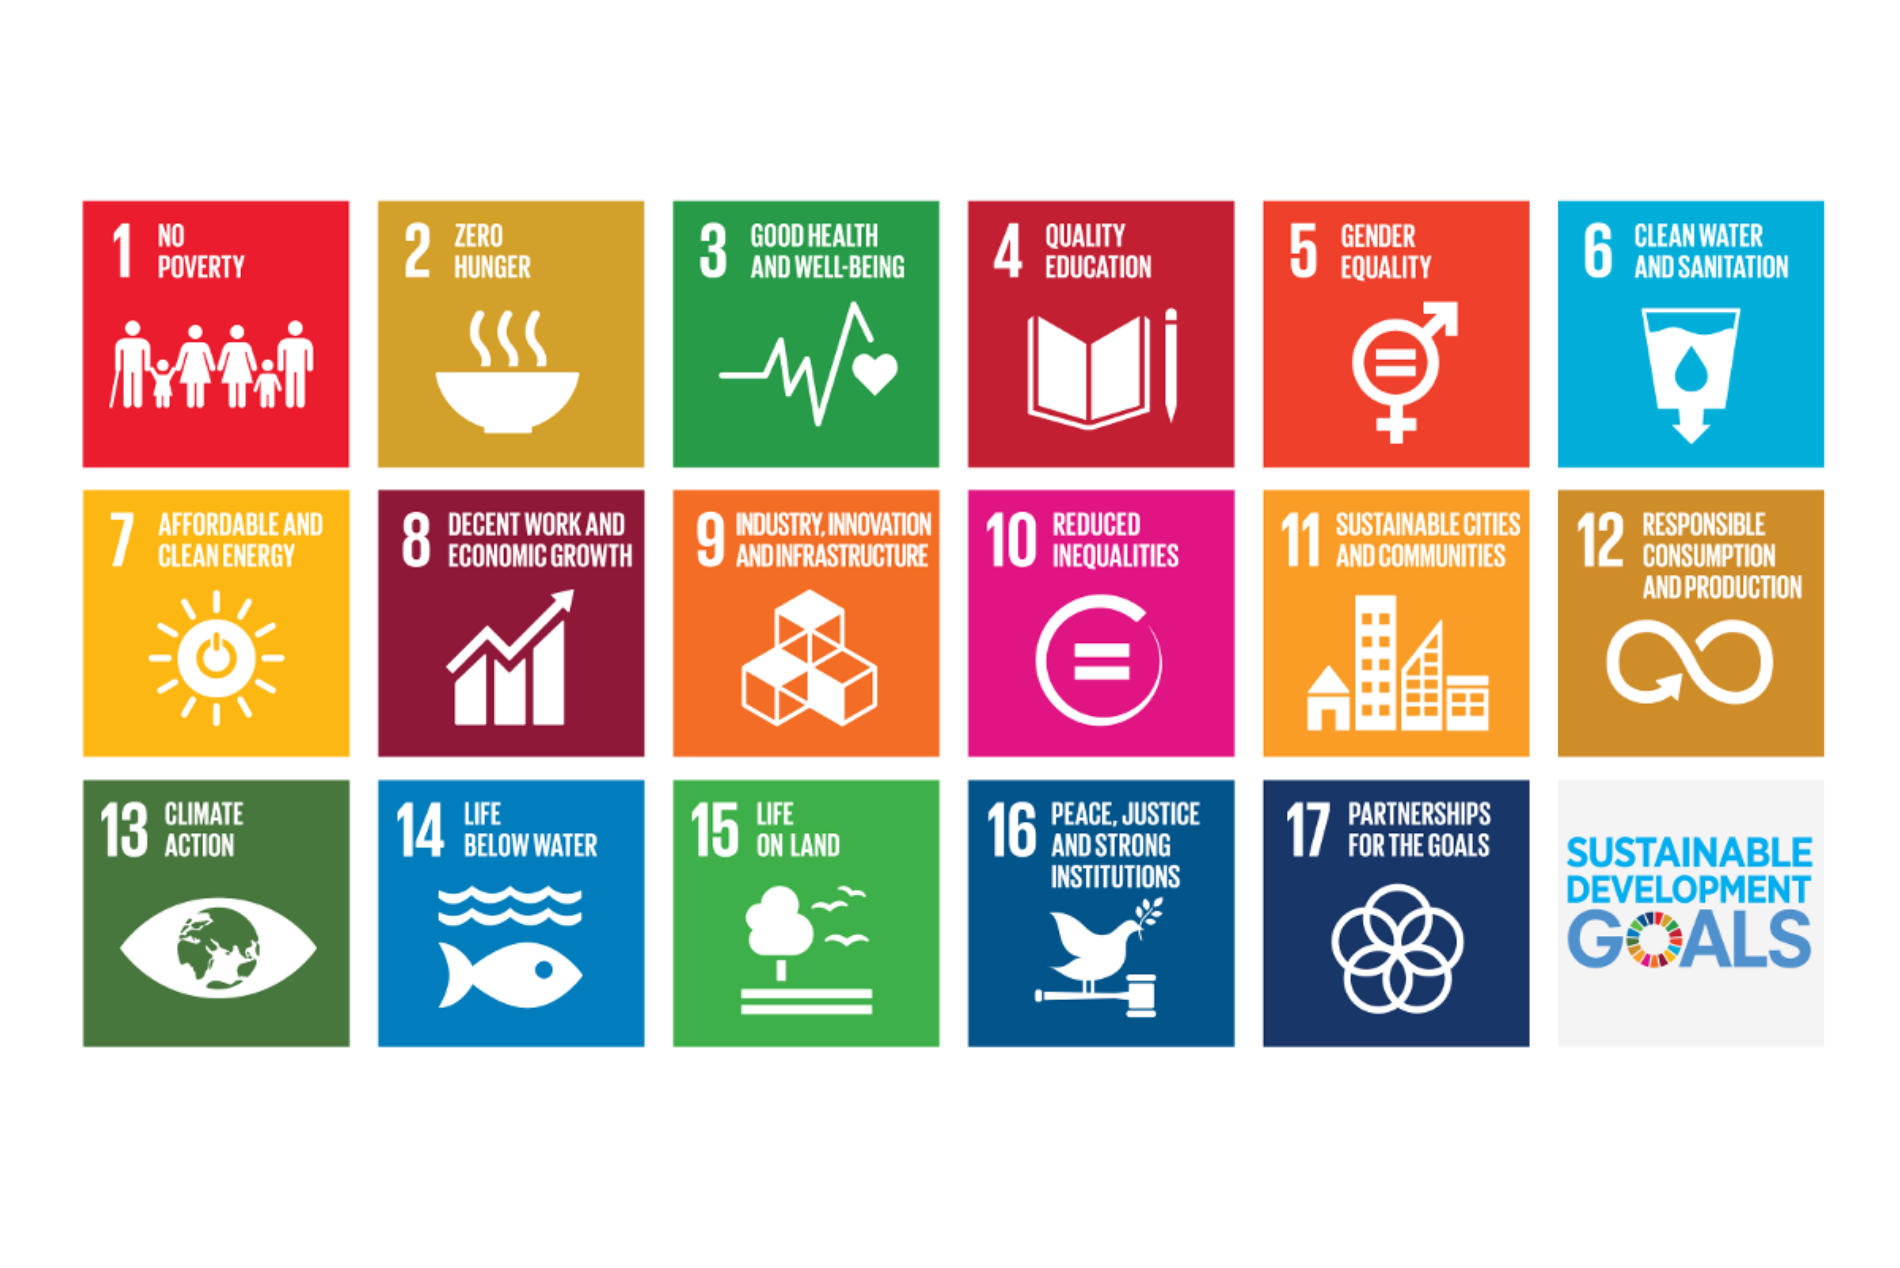 1 NO
POVERTY
2 ZERO
HUNGER
3 GOOD HEALTH
AND WELL-BEING
4 QUALITY
EDUCATION
5 GENDER
EQUALITY
6 CLEAN WATER
AND SANITATION
7 AFFORDABLE AND
CLEAN ENERGY
8 DECENT WORK AND
ECONOMIC GROWTH
9 INDUSTRY, INNOVATION
AND INFRASTRUCTURE
10 REDUCED
INEQUALITIES
11 SUSTAINABLE CITIES
AND COMMUNITIES
12 RESPONSIBLE
CONSUMPTION
AND PRODUCTION
13 CLIMATE
ACTION
14 LIFE
BELOW WATER
15 LIFE
ON LAND
16 PEACE, JUSTICE
AND STRONG
INSTITUTIONS
17 PARTNERSHIPS
FOR THE GOALS
SUSTAINABLE
DEVELOPMENT
GOALS